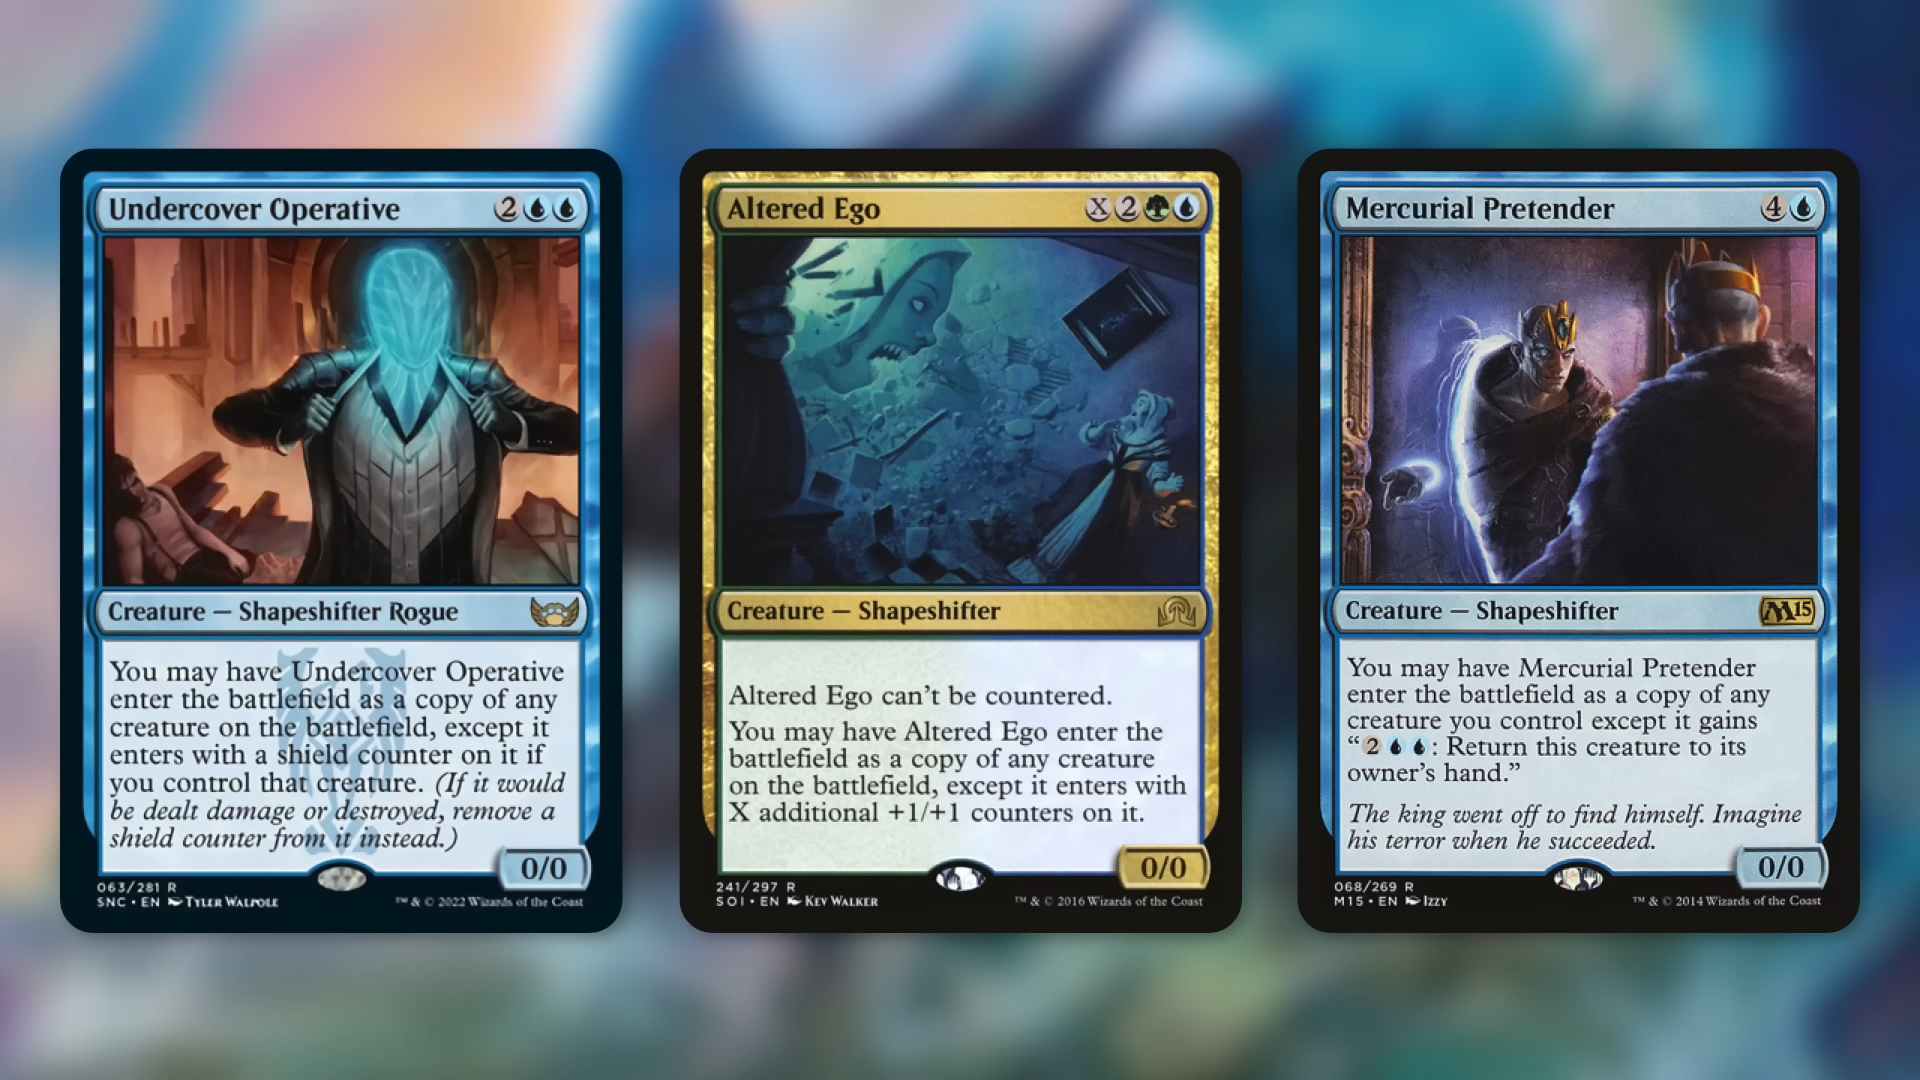 Undercover Operative 2
Creature — Shapeshifter Rogue
You may have Undercover Operative
enter the battlefield as a copy of any
creature on the battlefield, except it
enters with a shield counter on it if
you control that creature. (If it would
be dealt damage or destroyed, remove a
shield counter from it instead.)
0/0
063/281 R
SNC • EN Tyler Walpole
™ & © 2022 Wizards of the Coast
Altered Ego X 2
Creature — Shapeshifter
Altered Ego can't be countered.
You may have Altered Ego enter the
battlefield as a copy of any creature
on the battlefield, except it enters with
X additional +1/+1 counters on it.
0/0
241/297 R
SOI • EN Key Walker
™ & © 2016 Wizards of the Coast
Mercurial Pretender 4
Creature — Shapeshifter M15
You may have Mercurial Pretender
enter the battlefield as a copy of any
creature you control except it gains
“2 : Return this creature to its
owner's hand.”
The king went off to find himself. Imagine
his terror when he succeeded.
0/0
068/269 R
M15 • EN Izzy
™ & © 2014 Wizards of the Coast